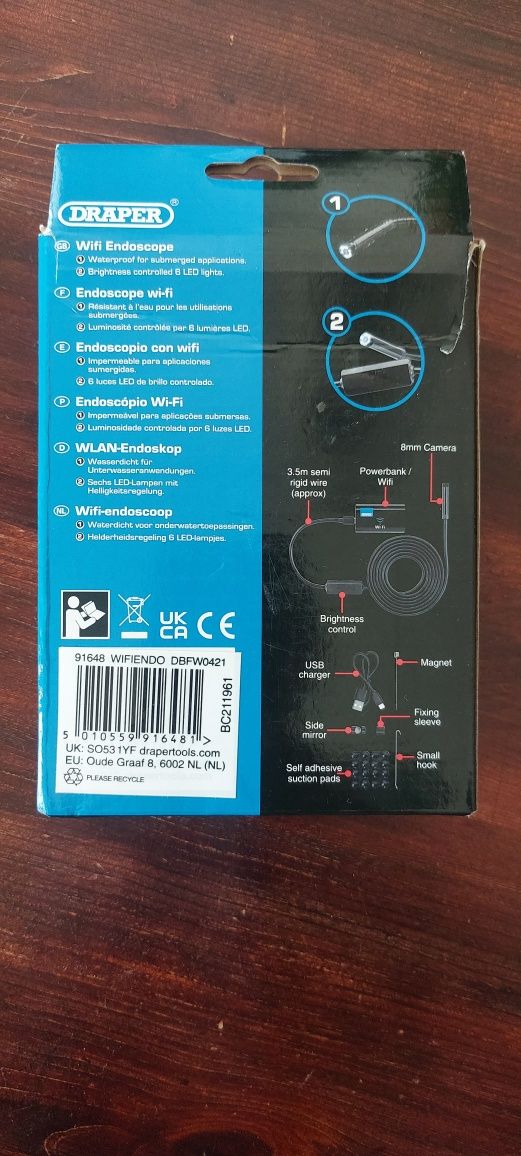 DRAPER®
GB Wifi Endoscope
1 Waterproof for submerged applications.
2 Brightness controlled 6 LED lights.
F Endoscope wi-fi
1 Résistant à l'eau pour les utilisations
submergées.
2 Luminosité contrôlée par 6 lumières LED.
E Endoscopio con wifi
1 Impermeable para aplicaciones
sumergidas.
2 6 luces LED de brillo controlado.
P Endoscópio Wi-Fi
1 Impermeável para aplicações submersas.
2 Luminosidade controlada por 6 luzes LED.
D WLAN-Endoskop
1 Wasserdicht für
Unterwasseranwendungen.
2 Sechs LED-Lampen mit
Helligkeitsregelung.
NL Wifi-endoscoop
1 Waterdicht voor onderwatertoepassingen.
2 Helderheidsregeling 6 LED-lampjes.
UK
CA CE
91648 WIFIENDO DBFW0421
BC211961
5 010559 916481 >
UK: SO53 1YF drapertools.com
EU: Oude Graaf 8, 6002 NL (NL)
PLEASE RECYCLE
1
2
8mm Camera
3.5m semi
rigid wire
(approx)
Powerbank /
Wifi
Wi-Fi
Brightness
control
USB
charger
Magnet
Side
mirror
Fixing
sleeve
Self adhesive
suction pads
Small
hook